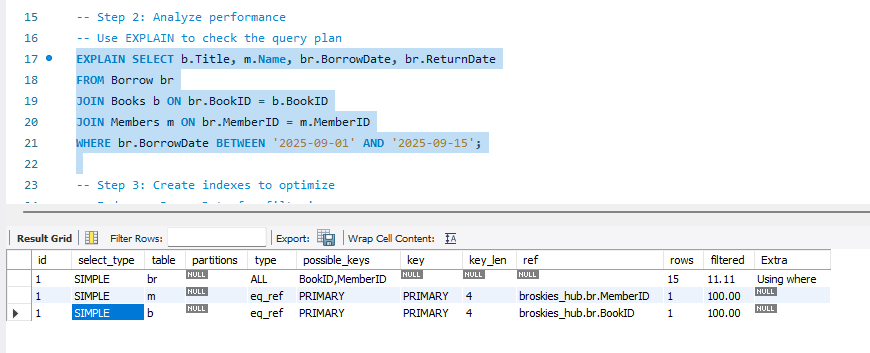 15 -- Step 2: Analyze performance
16 -- Use EXPLAIN to check the query plan
17 EXPLAIN SELECT b.Title, m.Name, br.BorrowDate, br.ReturnDate
18 FROM Borrow br
19 JOIN Books b ON br.BookID = b.BookID
20 JOIN Members m ON br.MemberID = m.MemberID
21 WHERE br.BorrowDate BETWEEN '2025-09-01' AND '2025-09-15';
22
23 -- Step 3: Create indexes to optimize
Result Grid Filter Rows: Export: Wrap Cell Content:
id select_type table partitions type possible_keys key key_len ref rows filtered Extra
1 SIMPLE br NULL ALL BookID,MemberID NULL NULL NULL 15 11.11 Using where
1 SIMPLE m NULL eq_ref PRIMARY PRIMARY 4 broskies_hub.br.MemberID 1 100.00 NULL
1 SIMPLE b NULL eq_ref PRIMARY PRIMARY 4 broskies_hub.br.BookID 1 100.00 NULL